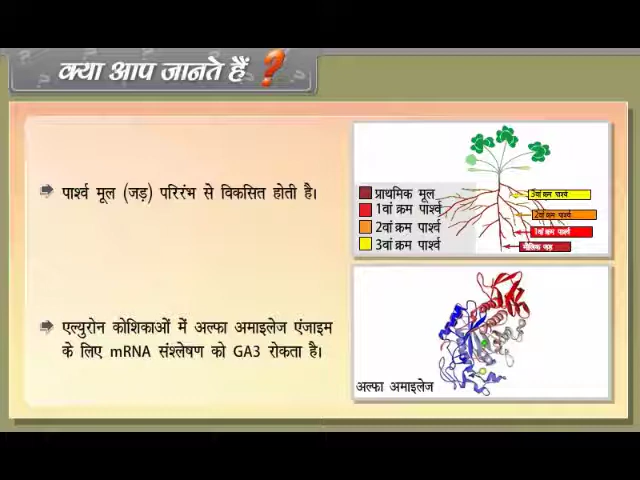 क्या आप जानते हैं ?
पार्श्व मूल (जड़) परिरंभ से विकसित होती है।
प्राथमिक मूल
1वां क्रम पार्श्व
2वां क्रम पार्श्व
3वां क्रम पार्श्व
3वां क्रम पार्श्व
2वां क्रम पार्श्व
1वां क्रम पार्श्व
मौलिक जड़
एल्युरोन कोशिकाओं में अल्फा अमाइलेज एंजाइम
के लिए mRNA संश्लेषण को GA3 रोकता है।
अल्फा अमाइलेज